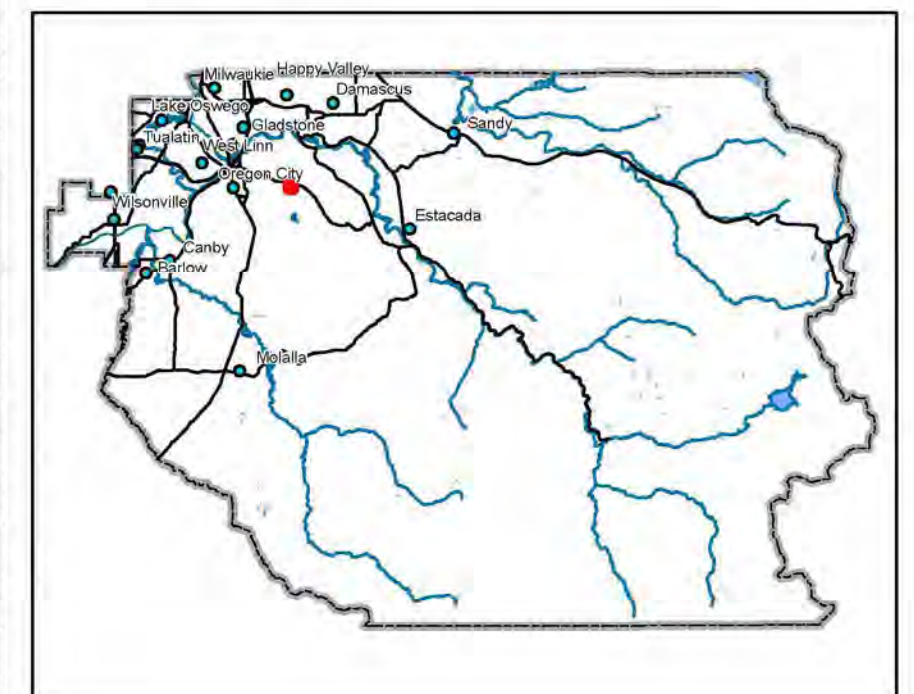 Milwaukie
Happy Valley
Damascus
Lake Oswego
Gladstone
Sandy
Tualatin
West Linn
Oregon City
Wilsonville
Estacada
Canby
Barlow
Molalla